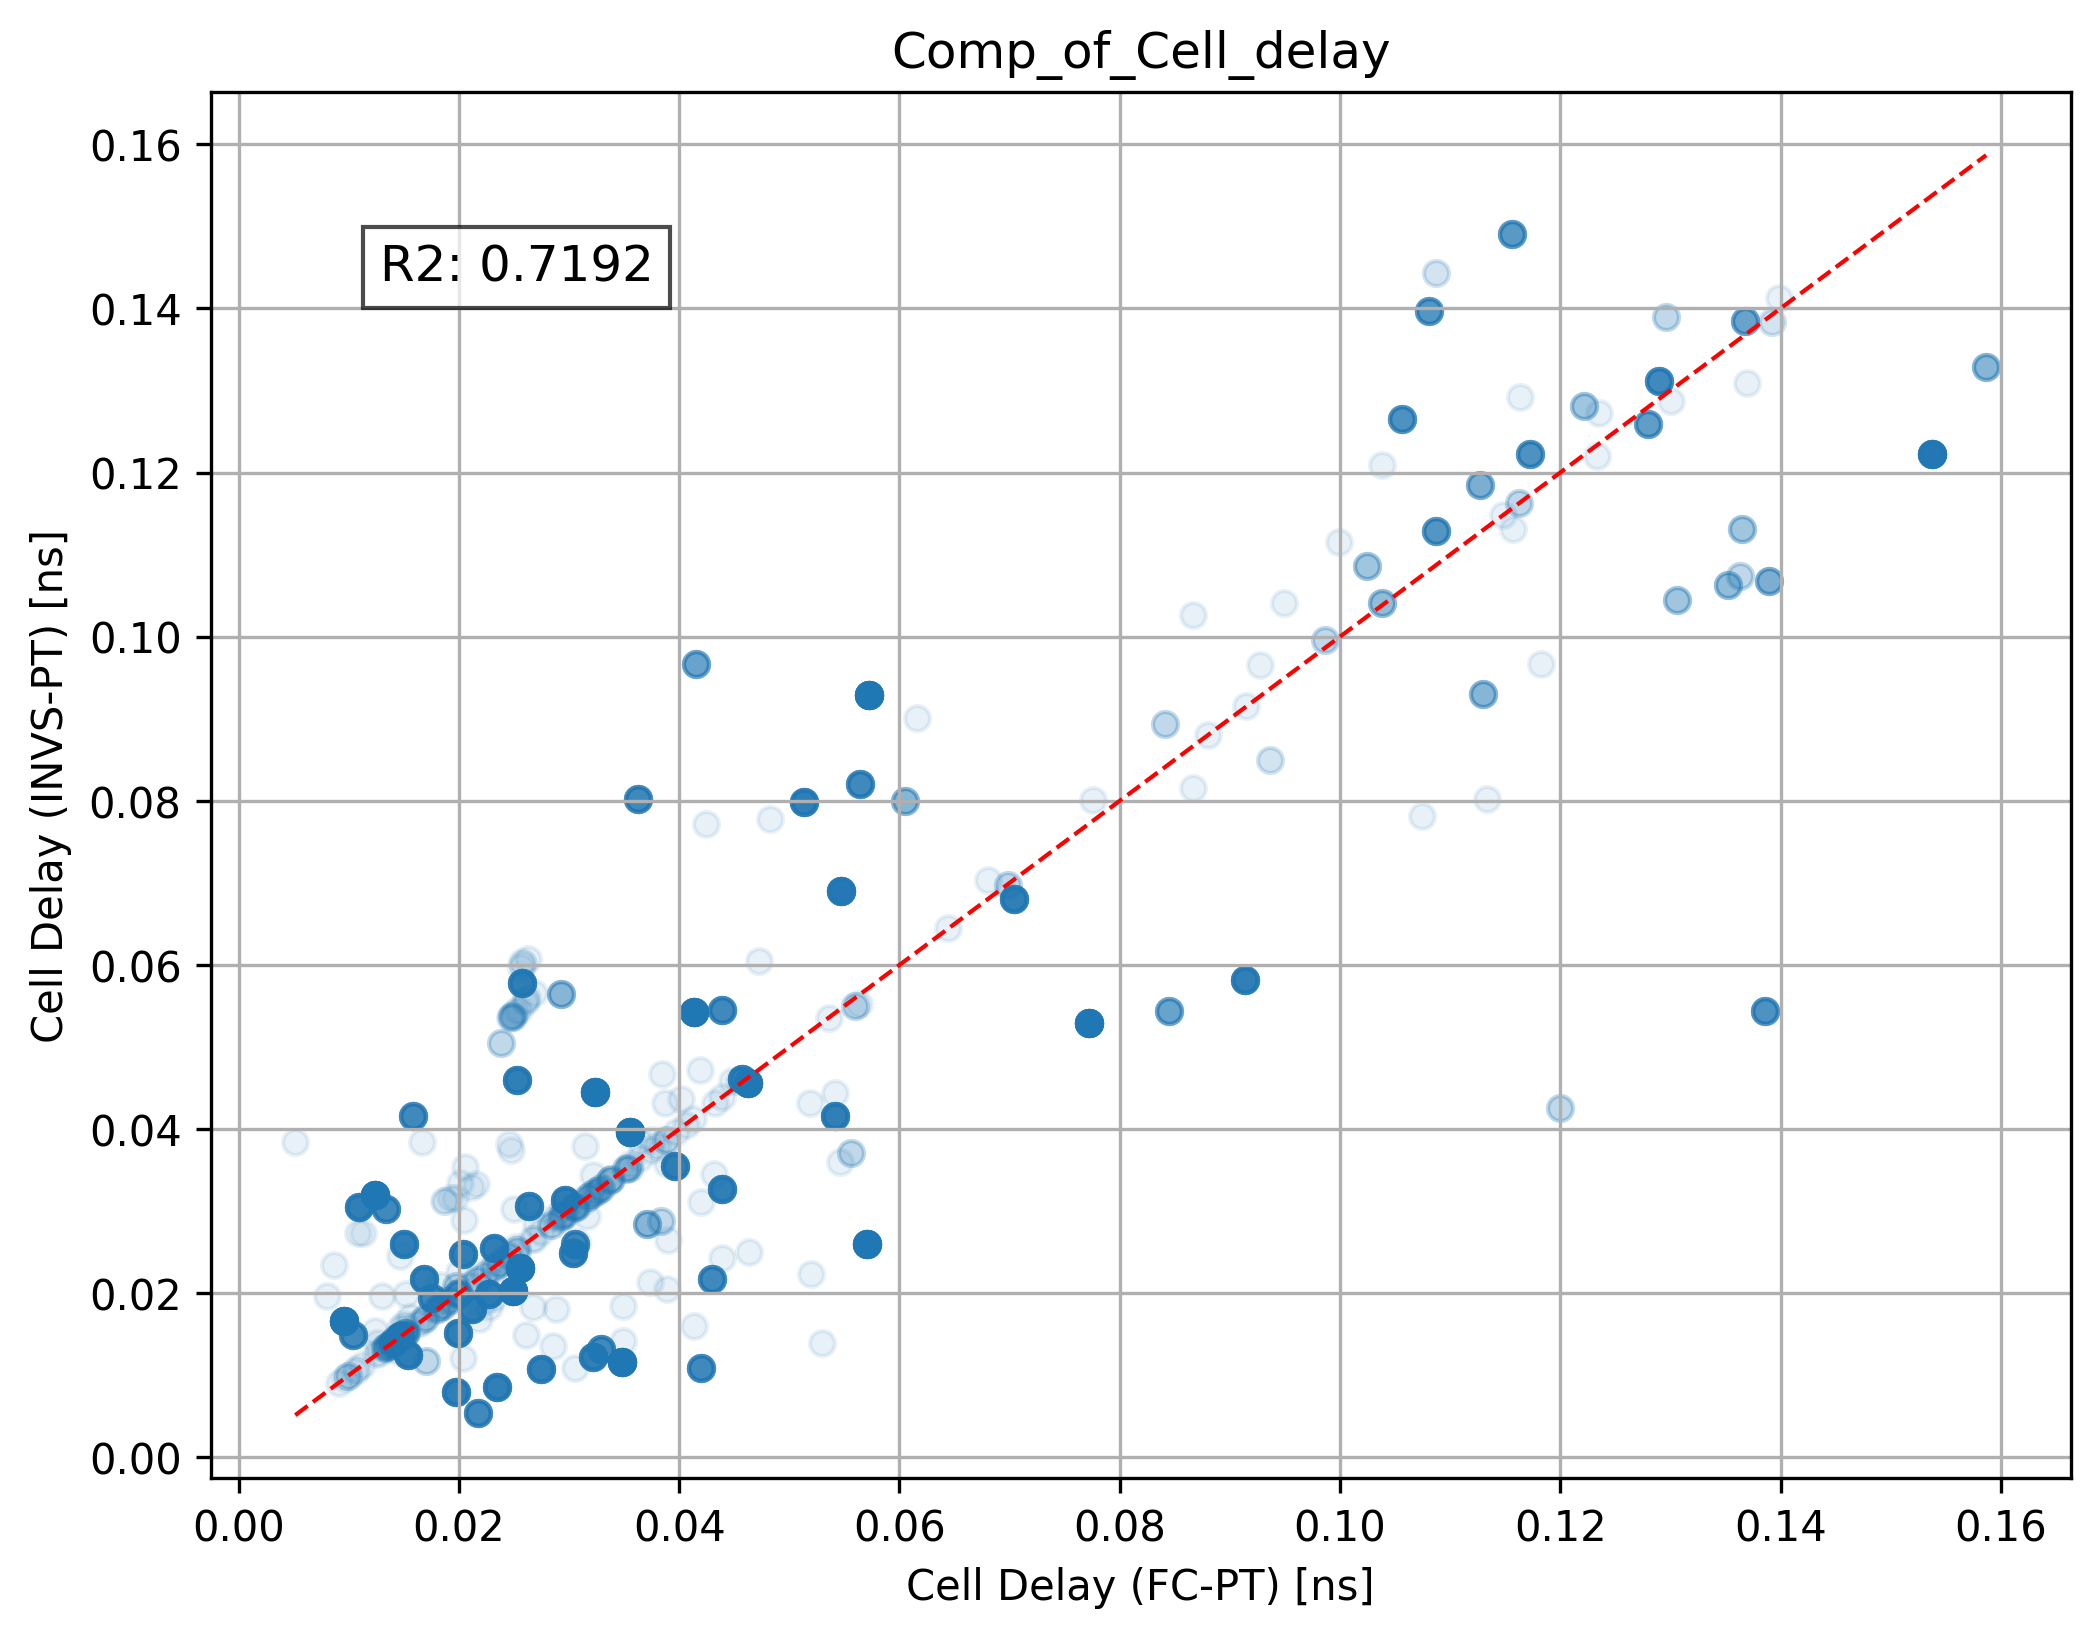 Comp_of_Cell_delay
R2: 0.7192
Cell Delay (INVS-PT) [ns]
0.16
0.14
0.12
0.10
0.08
0.06
0.04
0.02
0.00
0.00 0.02 0.04 0.06 0.08 0.10 0.12 0.14 0.16
Cell Delay (FC-PT) [ns]